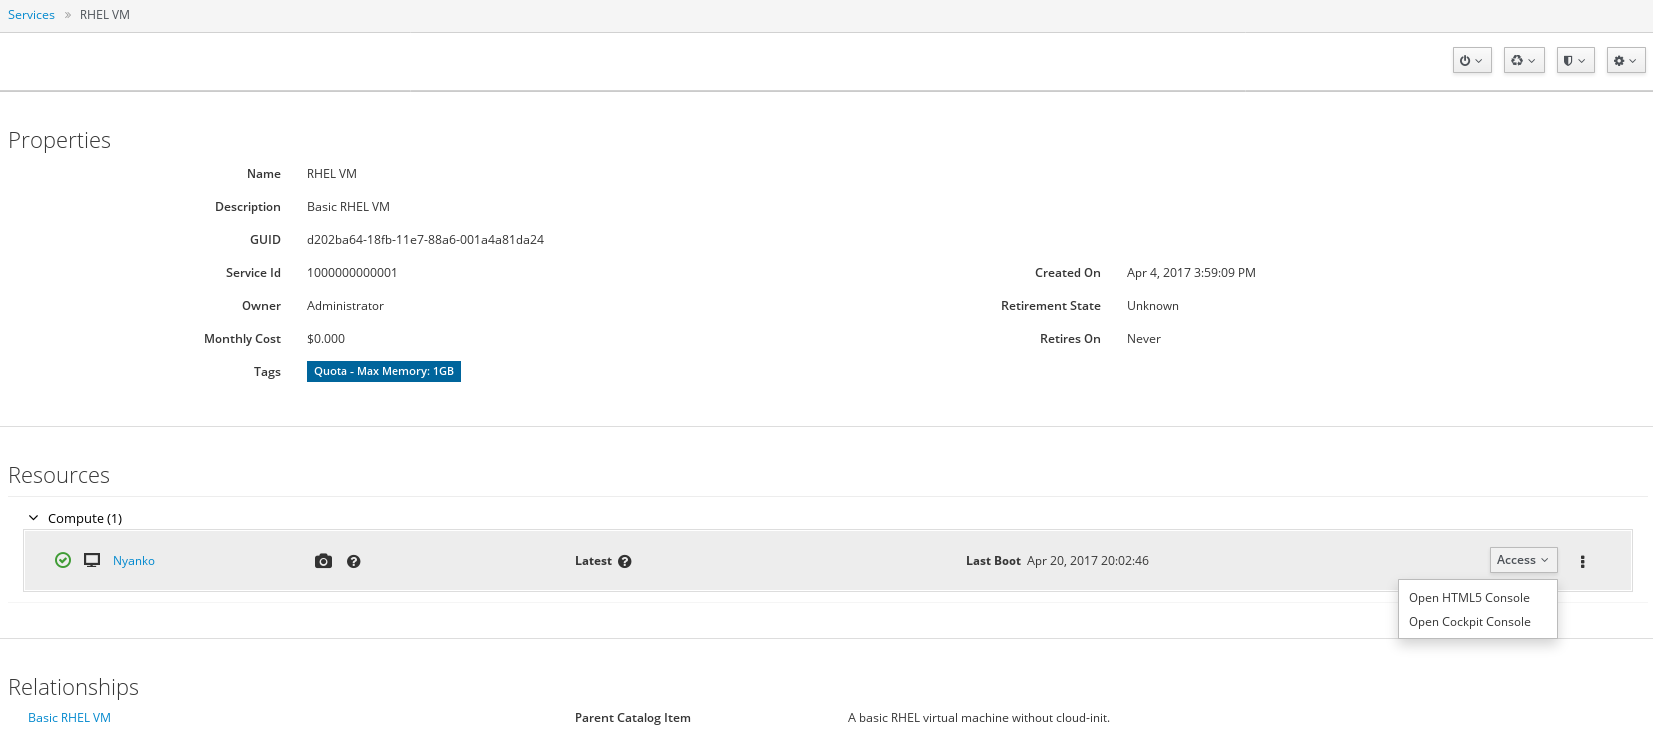 Services » RHEL VM
Properties
Name RHEL VM
Description Basic RHEL VM
GUID d202ba64-18fb-11e7-88a6-001a4a81da24
Service Id 1000000000001 Created On Apr 4, 2017 3:59:09 PM
Owner Administrator Retirement State Unknown
Monthly Cost $0.000 Retires On Never
Tags Quota - Max Memory: 1GB
Resources
Compute (1)
Nyanko Latest Last Boot Apr 20, 2017 20:02:46 Access
Open HTML5 Console
Open Cockpit Console
Relationships
Basic RHEL VM Parent Catalog Item A basic RHEL virtual machine without cloud-init.